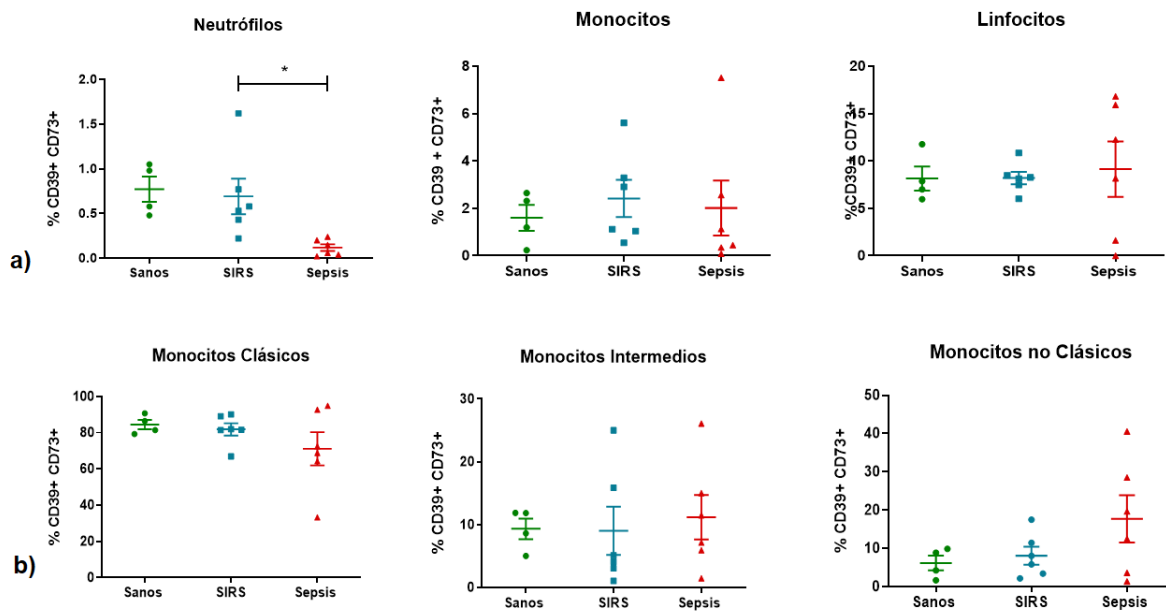 a)
Neutrófilos
% CD39+ CD73+
2.0
1.5
1.0
0.5
0.0
*
Sanos SIRS Sepsis
Monocitos
% CD39 + CD73+
8
6
4
2
0
Sanos SIRS Sepsis
Linfocitos
%CD39+ CD73+
20
15
10
5
0
Sanos SIRS Sepsis
b)
Monocitos Clásicos
% CD39+ CD73+
100
80
60
40
20
0
Sanos SIRS Sepsis
Monocitos Intermedios
% CD39+ CD73+
30
20
10
0
Sanos SIRS Sepsis
Monocitos no Clásicos
% CD39+ CD73+
50
40
30
20
10
0
Sanos SIRS Sepsis